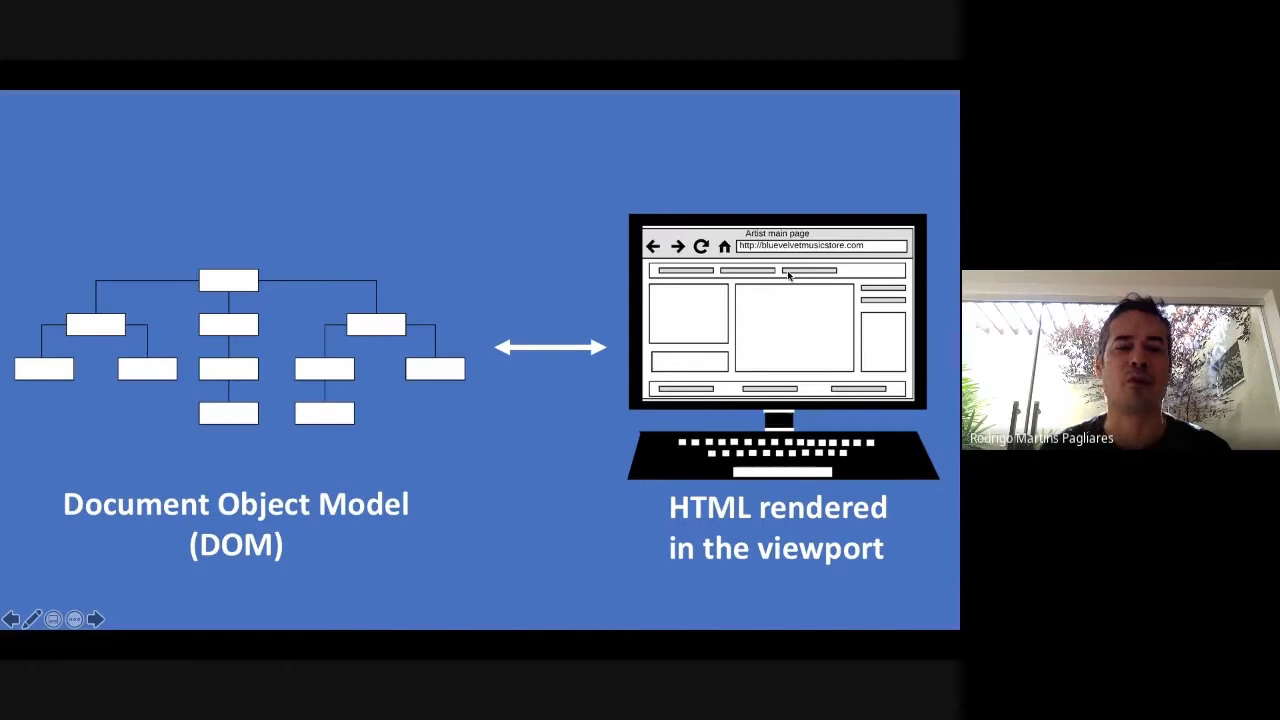 Artist main page
http://bluevelvetmusicstore.com
Document Object Model
(DOM)
HTML rendered
in the viewport
Rodrigo Martins Pagliares